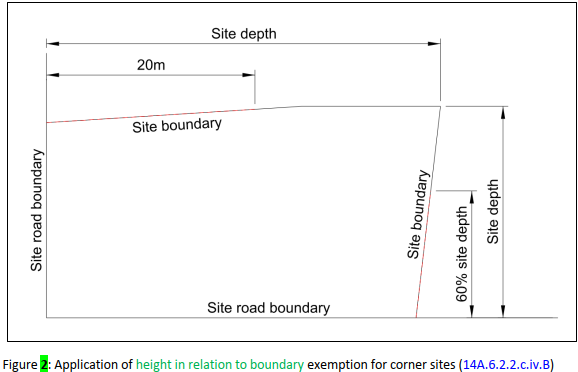 Site depth
20m
Site boundary
Site road boundary
Site boundary
60% site depth
Site depth
Site road boundary
Figure 2: Application of height in relation to boundary exemption for corner sites (14A.6.2.2.c.iv.B)